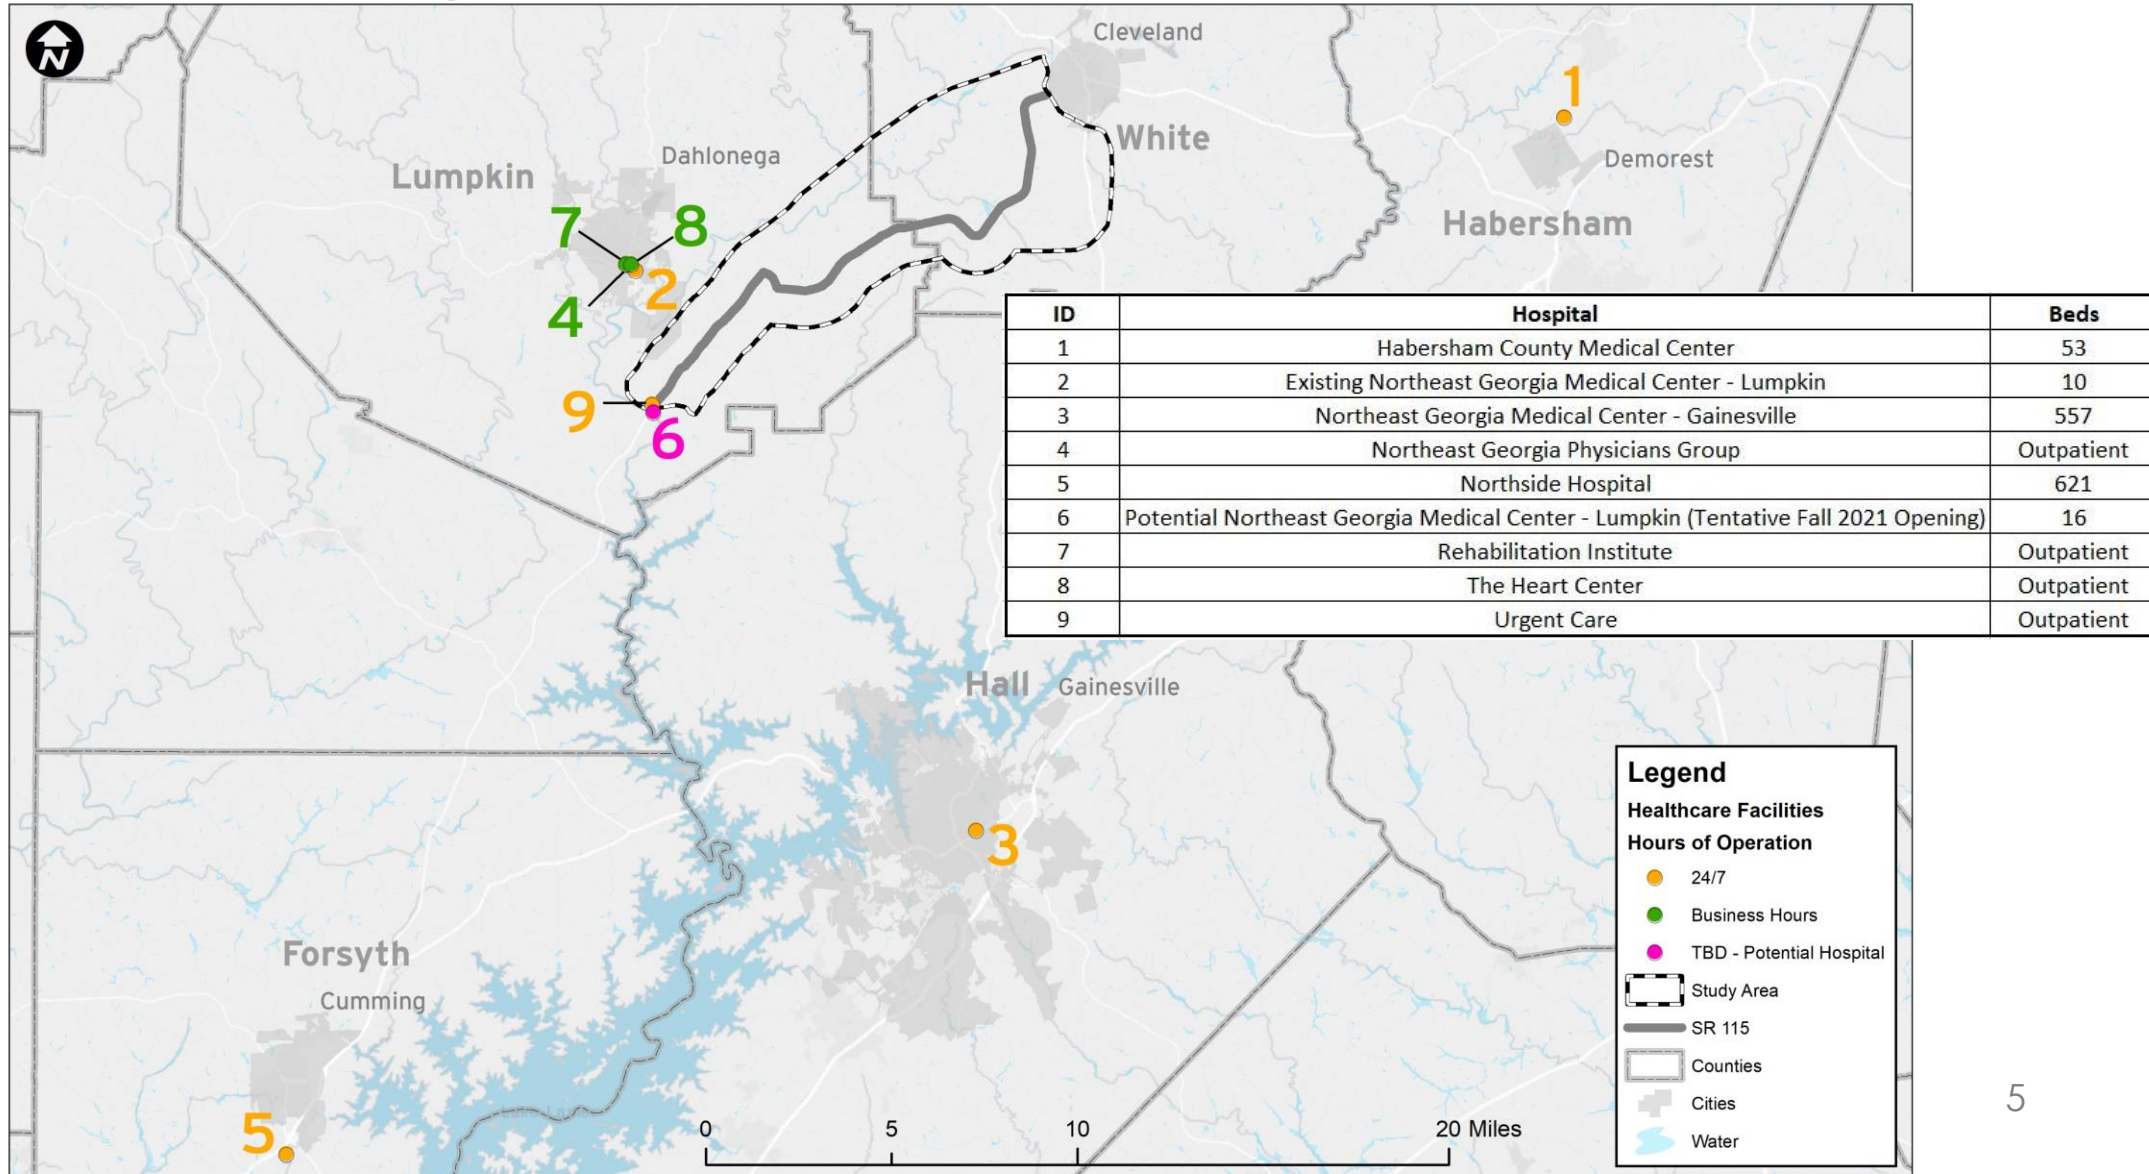 N
Cleveland
1
White
Dahlonega
Demorest
Lumpkin
7
8
Habersham
2
4
9
6
ID Hospital Beds
1 Habersham County Medical Center 53
2 Existing Northeast Georgia Medical Center - Lumpkin 10
3 Northeast Georgia Medical Center - Gainesville 557
4 Northeast Georgia Physicians Group Outpatient
5 Northside Hospital 621
6 Potential Northeast Georgia Medical Center - Lumpkin (Tentative Fall 2021 Opening) 16
7 Rehabilitation Institute Outpatient
8 The Heart Center Outpatient
9 Urgent Care Outpatient
Hall Gainesville
3
Forsyth
Cumming
5
0 5 10 20 Miles
Legend
Healthcare Facilities
Hours of Operation
24/7
Business Hours
TBD - Potential Hospital
Study Area
SR 115
Counties
Cities
Water
5